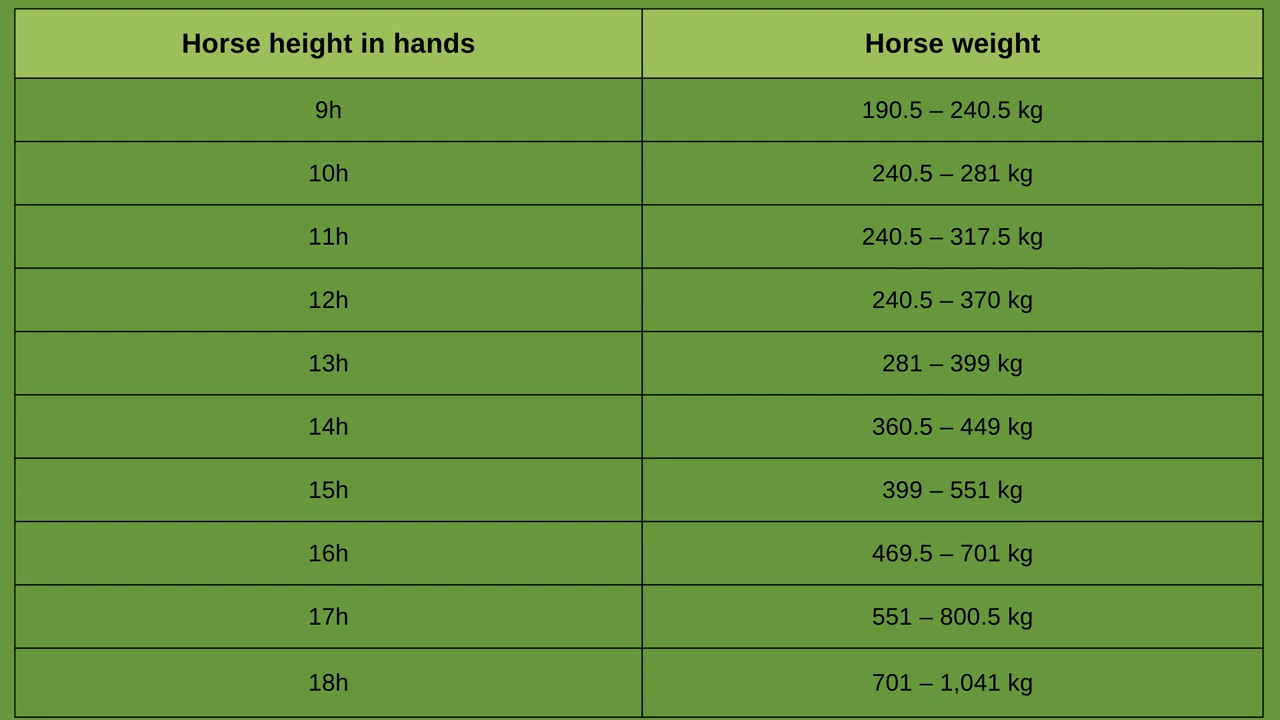 Horse height in hands Horse weight
9h 190.5 – 240.5 kg
10h 240.5 – 281 kg
11h 240.5 – 317.5 kg
12h 240.5 – 370 kg
13h 281 – 399 kg
14h 360.5 – 449 kg
15h 399 – 551 kg
16h 469.5 – 701 kg
17h 551 – 800.5 kg
18h 701 – 1,041 kg